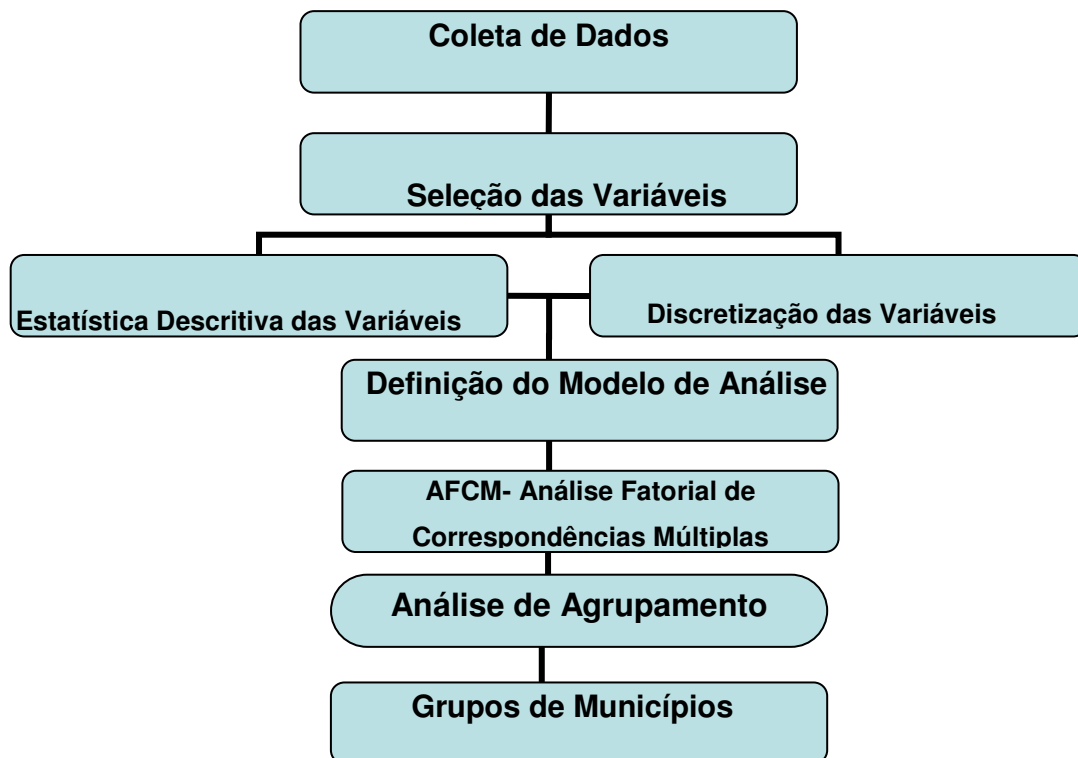 Coleta de Dados
Seleção das Variáveis
Estatística Descritiva das Variáveis
Discretização das Variáveis
Definição do Modelo de Análise
AFCM- Análise Fatorial de
Correspondências Múltiplas
Análise de Agrupamento
Grupos de Municípios